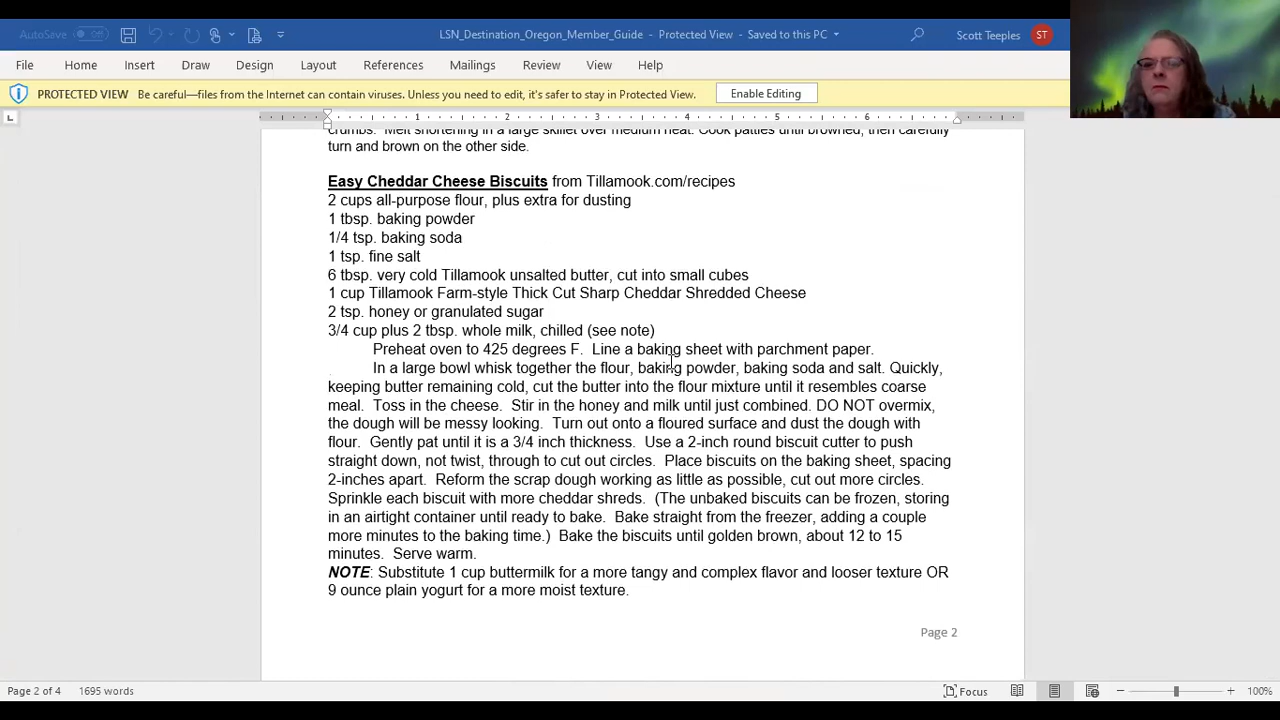 AutoSave Off
LSN_Destination_Oregon_Member_Guide - Protected View - Saved to this PC
Scott Teeples ST
File Home Insert Draw Design Layout References Mailings Review View Help
PROTECTED VIEW Be careful—files from the Internet can contain viruses. Unless you need to edit, it's safer to stay in Protected View. Enable Editing
1 2 3 4 5 6
crumbs. Melt shortening in a large skillet over medium heat. Cook patties until browned, then carefully
turn and brown on the other side.
Easy Cheddar Cheese Biscuits from Tillamook.com/recipes
2 cups all-purpose flour, plus extra for dusting
1 tbsp. baking powder
1/4 tsp. baking soda
1 tsp. fine salt
6 tbsp. very cold Tillamook unsalted butter, cut into small cubes
1 cup Tillamook Farm-style Thick Cut Sharp Cheddar Shredded Cheese
2 tsp. honey or granulated sugar
3/4 cup plus 2 tbsp. whole milk, chilled (see note)
Preheat oven to 425 degrees F. Line a baking sheet with parchment paper.
In a large bowl whisk together the flour, baking powder, baking soda and salt. Quickly,
keeping butter remaining cold, cut the butter into the flour mixture until it resembles coarse
meal. Toss in the cheese. Stir in the honey and milk until just combined. DO NOT overmix,
the dough will be messy looking. Turn out onto a floured surface and dust the dough with
flour. Gently pat until it is a 3/4 inch thickness. Use a 2-inch round biscuit cutter to push
straight down, not twist, through to cut out circles. Place biscuits on the baking sheet, spacing
2-inches apart. Reform the scrap dough working as little as possible, cut out more circles.
Sprinkle each biscuit with more cheddar shreds. (The unbaked biscuits can be frozen, storing
in an airtight container until ready to bake. Bake straight from the freezer, adding a couple
more minutes to the baking time.) Bake the biscuits until golden brown, about 12 to 15
minutes. Serve warm.
NOTE: Substitute 1 cup buttermilk for a more tangy and complex flavor and looser texture OR
9 ounce plain yogurt for a more moist texture.
Page 2
Page 2 of 4 1695 words Focus 100%